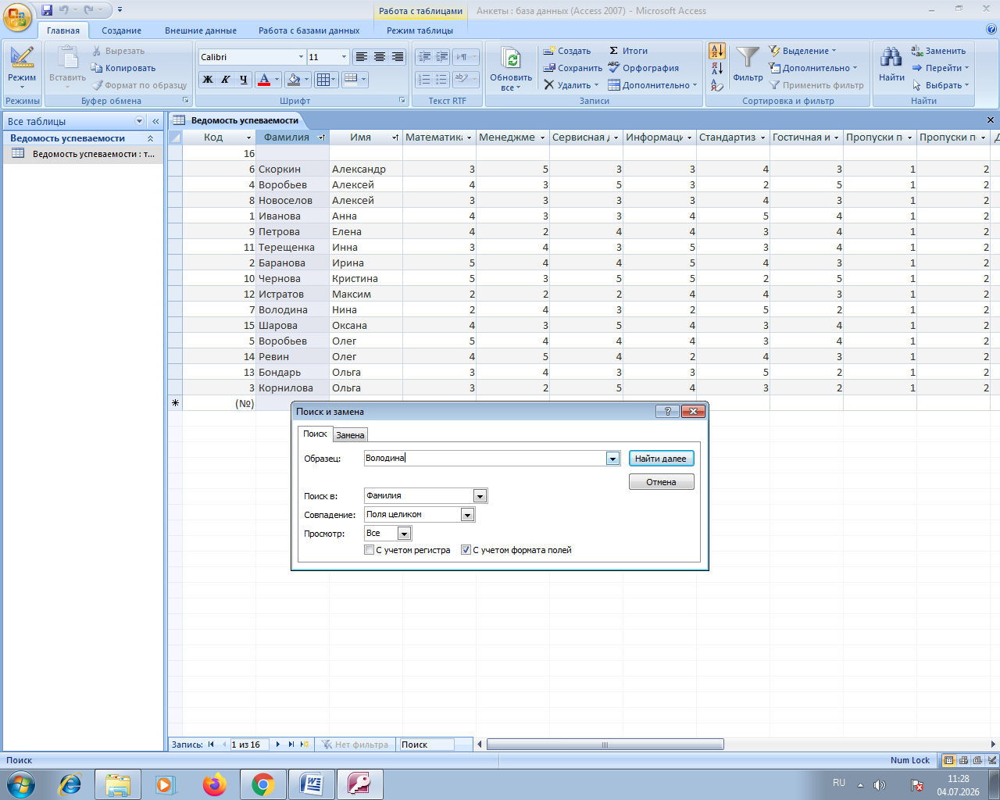 Работа с таблицами
Анкеты : база данных (Access 2007) - Microsoft Access
Главная Создание Внешние данные Работа с базами данных Режим таблицы
Режим
Режимы
Вставить
Вырезать
Копировать
Формат по образцу
Буфер обмена
Calibri 11
Ж К Ч А
Шрифт
Текст RTF
Обновить все
Создать
Сохранить
Удалить
Итоги
Орфография
Дополнительно
Записи
Фильтр
Выделение
Дополнительно
Применить фильтр
Сортировка и фильтр
Найти
Заменить
Перейти
Выбрать
Найти
Все таблицы
Ведомость успеваемости
Ведомость успеваемости : т...
Ведомость успеваемости
Код Фамилия Имя Математика Менеджме Сервисная Информаци Стандартиз Гостичная и Пропуски п Пропуски п
16
6 Скоркин Александр 3 5 3 3 4 3 1 2
4 Воробьев Алексей 4 3 5 3 2 5 1 2
8 Новоселов Алексей 3 3 3 3 4 3 1 2
1 Иванова Анна 4 3 3 4 5 4 1 2
9 Петрова Елена 4 2 4 4 3 4 1 2
11 Терещенка Инна 3 4 3 5 3 4 1 2
2 Баранова Ирина 5 4 4 5 4 3 1 2
10 Чернова Кристина 5 3 5 5 2 5 1 2
12 Истратов Максим 2 2 2 4 4 3 1 2
7 Володина Нина 2 4 3 2 5 2 1 2
15 Шарова Оксана 4 3 5 4 3 4 1 2
5 Воробьев Олег 5 4 4 4 3 4 1 2
14 Ревин Олег 4 5 4 2 4 3 1 2
13 Бондарь Ольга 3 4 3 3 5 2 1 2
3 Корнилова Ольга 3 2 5 4 3 2 1 2
(№)
Поиск и замена
Поиск Замена
Образец: Володина Найти далее
Отмена
Поиск в: Фамилия
Совпадение: Поля целиком
Просмотр: Все
С учетом регистра С учетом формата полей
Запись: 1 из 16 Нет фильтра Поиск
Поиск Num Lock
RU
11:28
04.07.2026